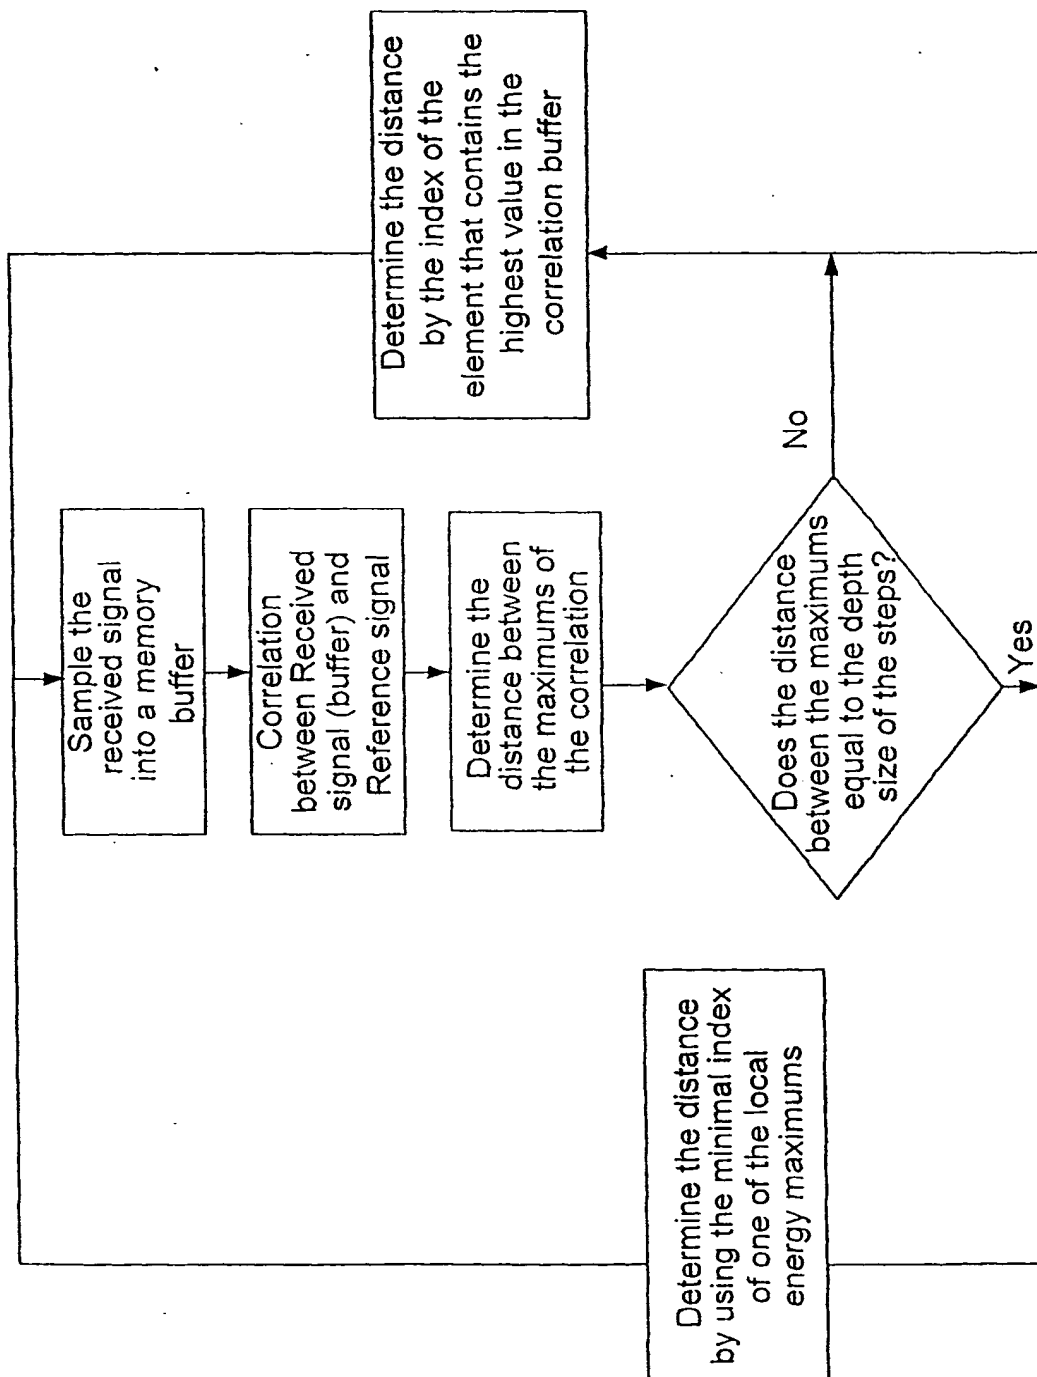 Sample the
received signal
into a memory
buffer
Correlation
between Received
signal (buffer) and
Reference signal
Determine the
distance between
the maximums of
the correlation
Does the distance
between the maximums
equal to the depth
size of the steps?
No
Yes
Determine the distance
by the index of the
element that contains the
highest value in the
correlation buffer
Determine the distance
by using the minimal index
of one of the local
energy maximums